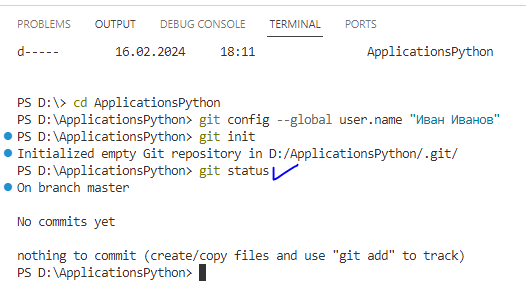 PROBLEMS OUTPUT DEBUG CONSOLE TERMINAL PORTS
d----- 16.02.2024 18:11 ApplicationsPython
PS D:\> cd ApplicationsPython
PS D:\ApplicationsPython> git config --global user.name "Иван Иванов"
PS D:\ApplicationsPython> git init
Initialized empty Git repository in D:/ApplicationsPython/.git/
PS D:\ApplicationsPython> git status
On branch master
No commits yet
nothing to commit (create/copy files and use "git add" to track)
PS D:\ApplicationsPython>